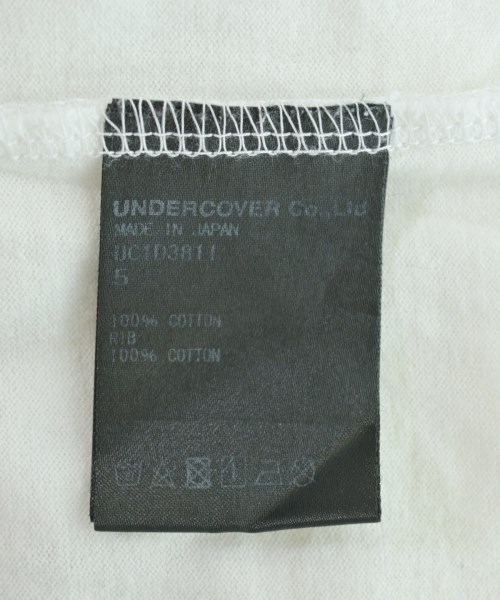 UNDERCOVER Co.,Ltd
MADE IN JAPAN
UC1D3811
5
100% COTTON
RIB
100% COTTON